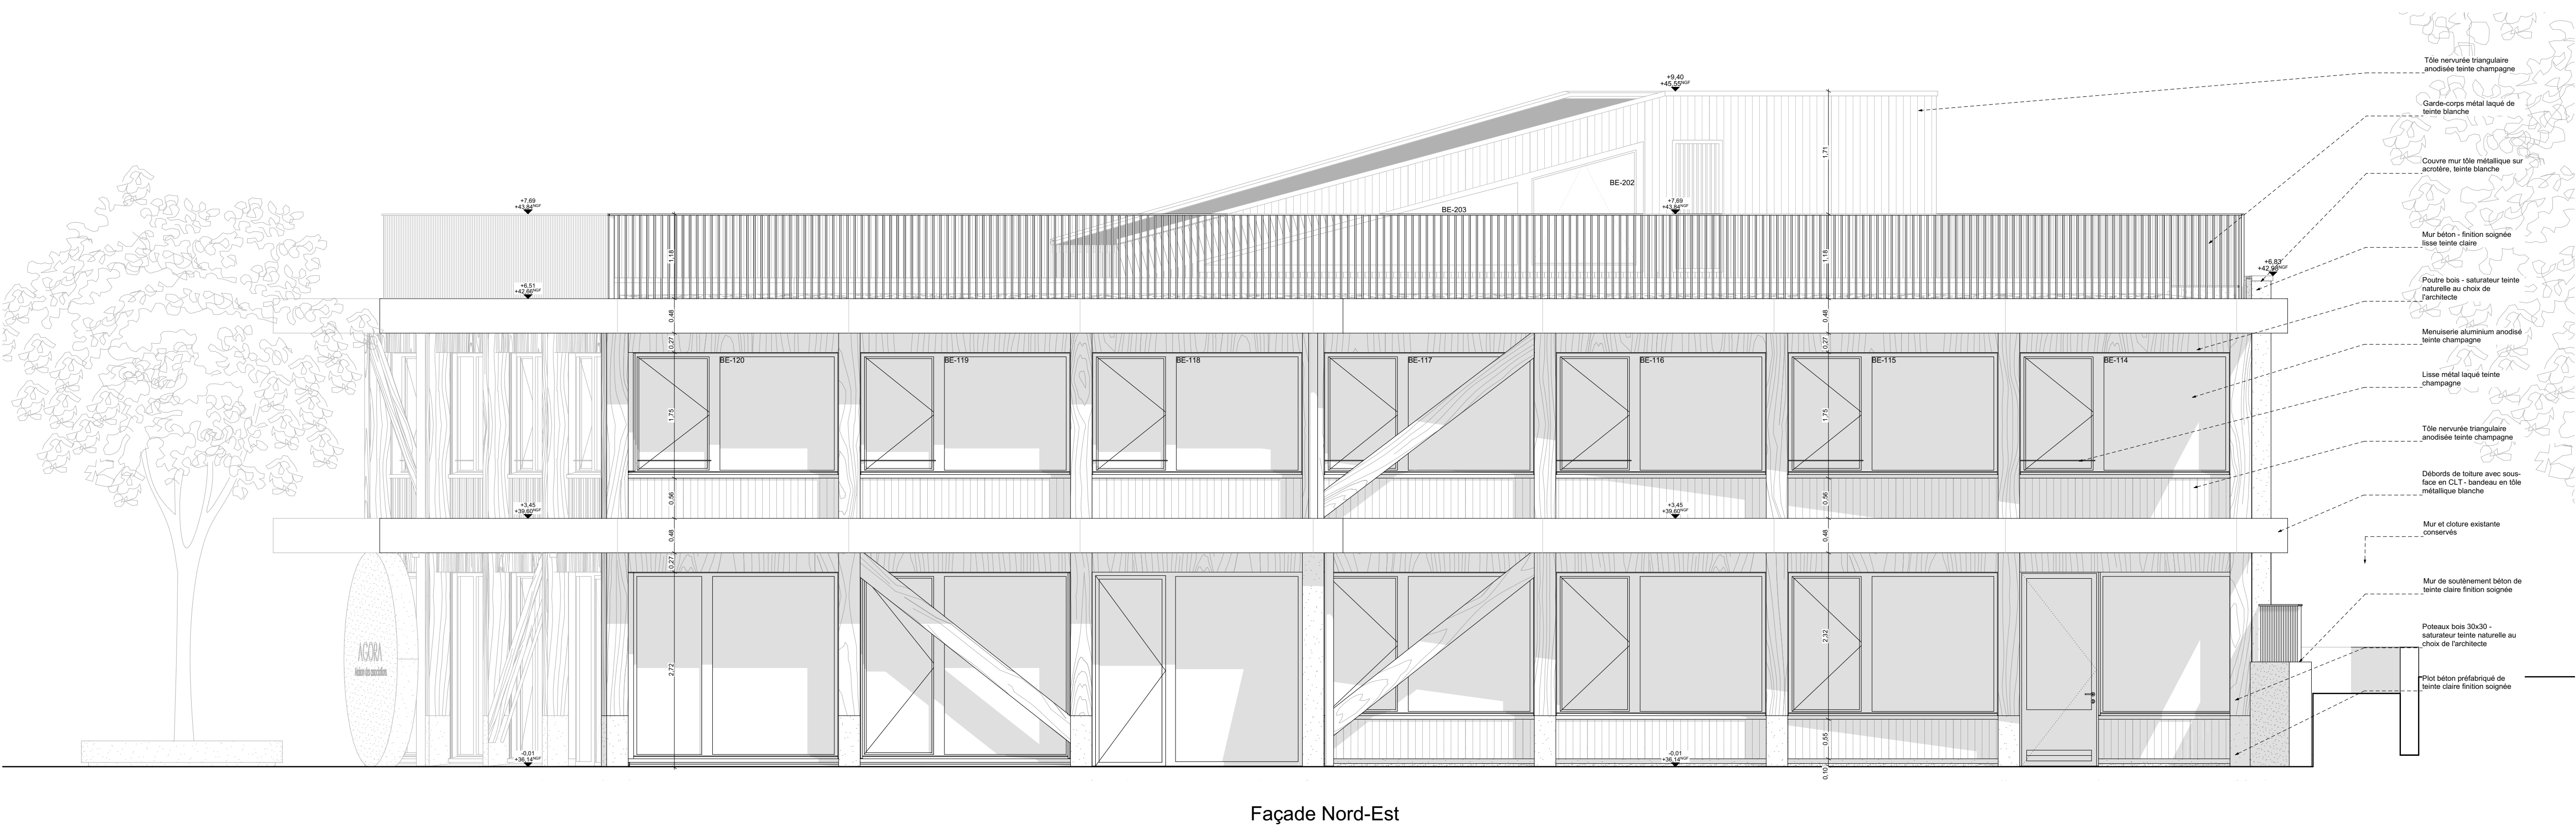 Tôle nervurée triangulaire
anodisée teinte champagne
Garde-corps métal laqué de
teinte blanche
Couvre mur tôle métallique sur
acrotère, teinte blanche
Mur béton - finition soignée
lisse teinte claire
Poutre bois - saturateur teinte
naturelle au choix de
l'architecte
Menuiserie aluminium anodisé
teinte champagne
Lisse métal laqué teinte
champagne
Tôle nervurée triangulaire
anodisée teinte champagne
Débords de toiture avec sous-
face en CLT - bandeau en tôle
métallique blanche
Mur et cloture existante
conservés
Mur de soutènement béton de
teinte claire finition soignée
Poteaux bois 30x30 -
saturateur teinte naturelle au
choix de l'architecte
Plot béton préfabriqué de
teinte claire finition soignée
+9,40
+45,55NGF
1,71
BE-202
BE-203
+7,69
+43,84NGF
+7,69
+43,84NGF
1,18
1,18
+6,83
+42,98NGF
+6,51
+42,66NGF
0,48
0,48
0,27
0,27
BE-120
BE-119
BE-118
BE-117
BE-116
BE-115
BE-114
1,75
1,75
0,56
0,56
+3,45
+39,60NGF
+3,45
+39,60NGF
0,48
0,48
0,27
2,72
2,32
AGORA
Maison des associations
0,55
-0,01
+36,14NGF
-0,01
+36,14NGF
0,10
Façade Nord-Est